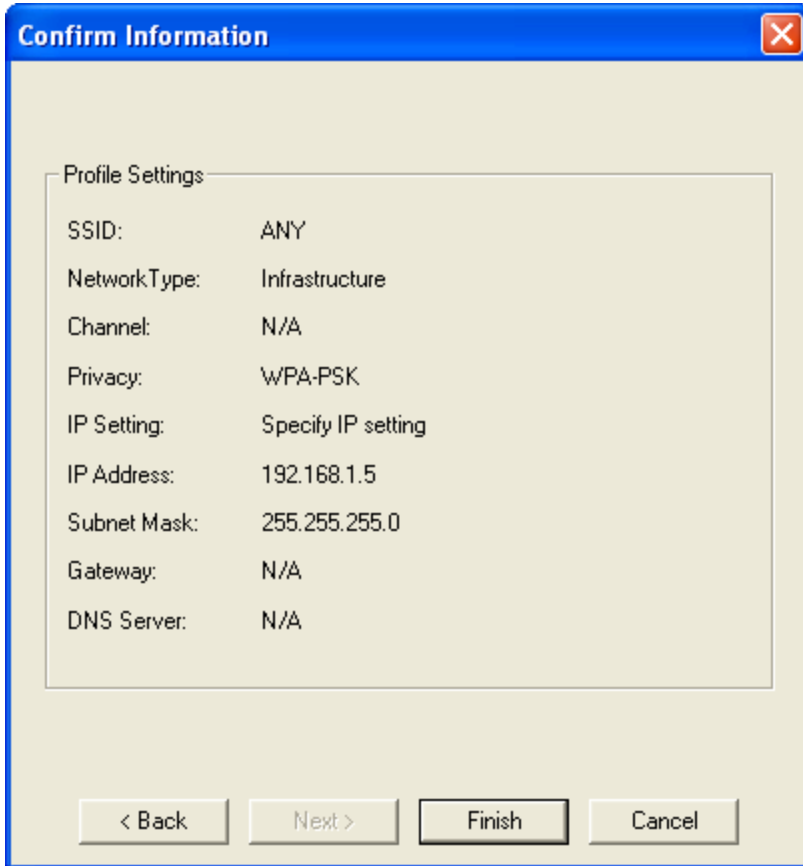 Confirm Information
Profile Settings
SSID: ANY
NetworkType: Infrastructure
Channel: N/A
Privacy: WPA-PSK
IP Setting: Specify IP setting
IP Address: 192.168.1.5
Subnet Mask: 255.255.255.0
Gateway: N/A
DNS Server: N/A
< Back Next > Finish Cancel